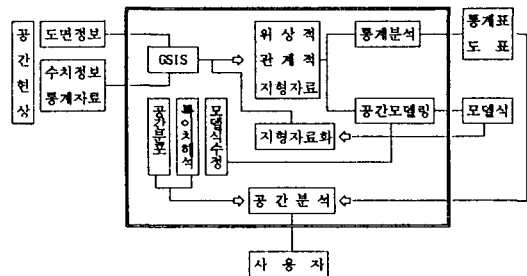 공간현상
도면정보
수치정보
통계자료
GSIS
위상적
관계적
지형자료
통계분석
통계표
도표
공간모델링
모델식
지형자료화
공간분포
특이치해석
모델식수정
공간분석
사용자